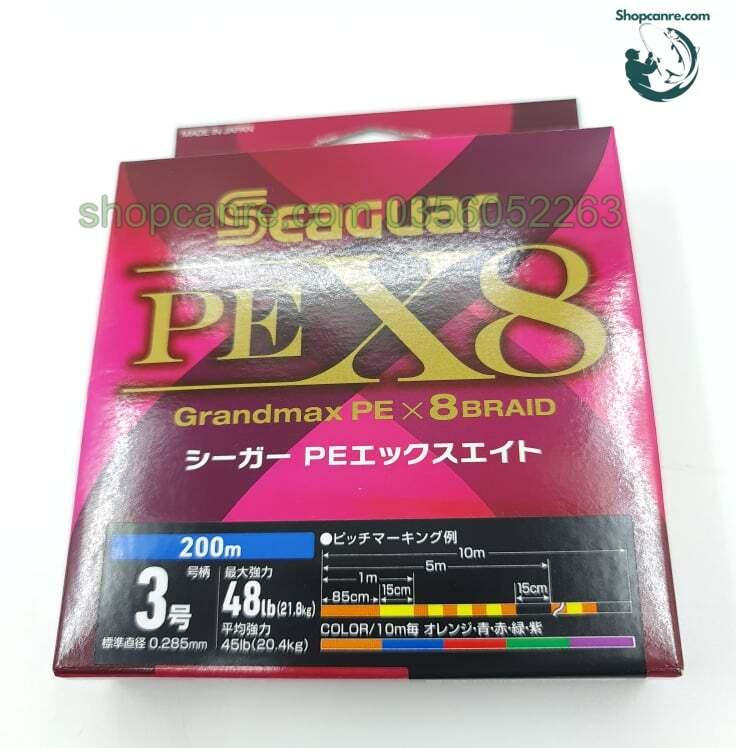 Shopcanre.com
MADE IN JAPAN
Seaguar
shopcanre.com 0356052263
PE X8
Grandmax PE×8BRAID
シーガー PEエックスエイト
200m
3号
号柄
標準直径 0.285mm
最大強力
48lb(21.8kg)
平均強力
45lb(20.4kg)
●ピッチマーキング例
10m
5m
1m
85cm 15cm 15cm
COLOR/10m毎 オレンジ・青・赤・緑・紫